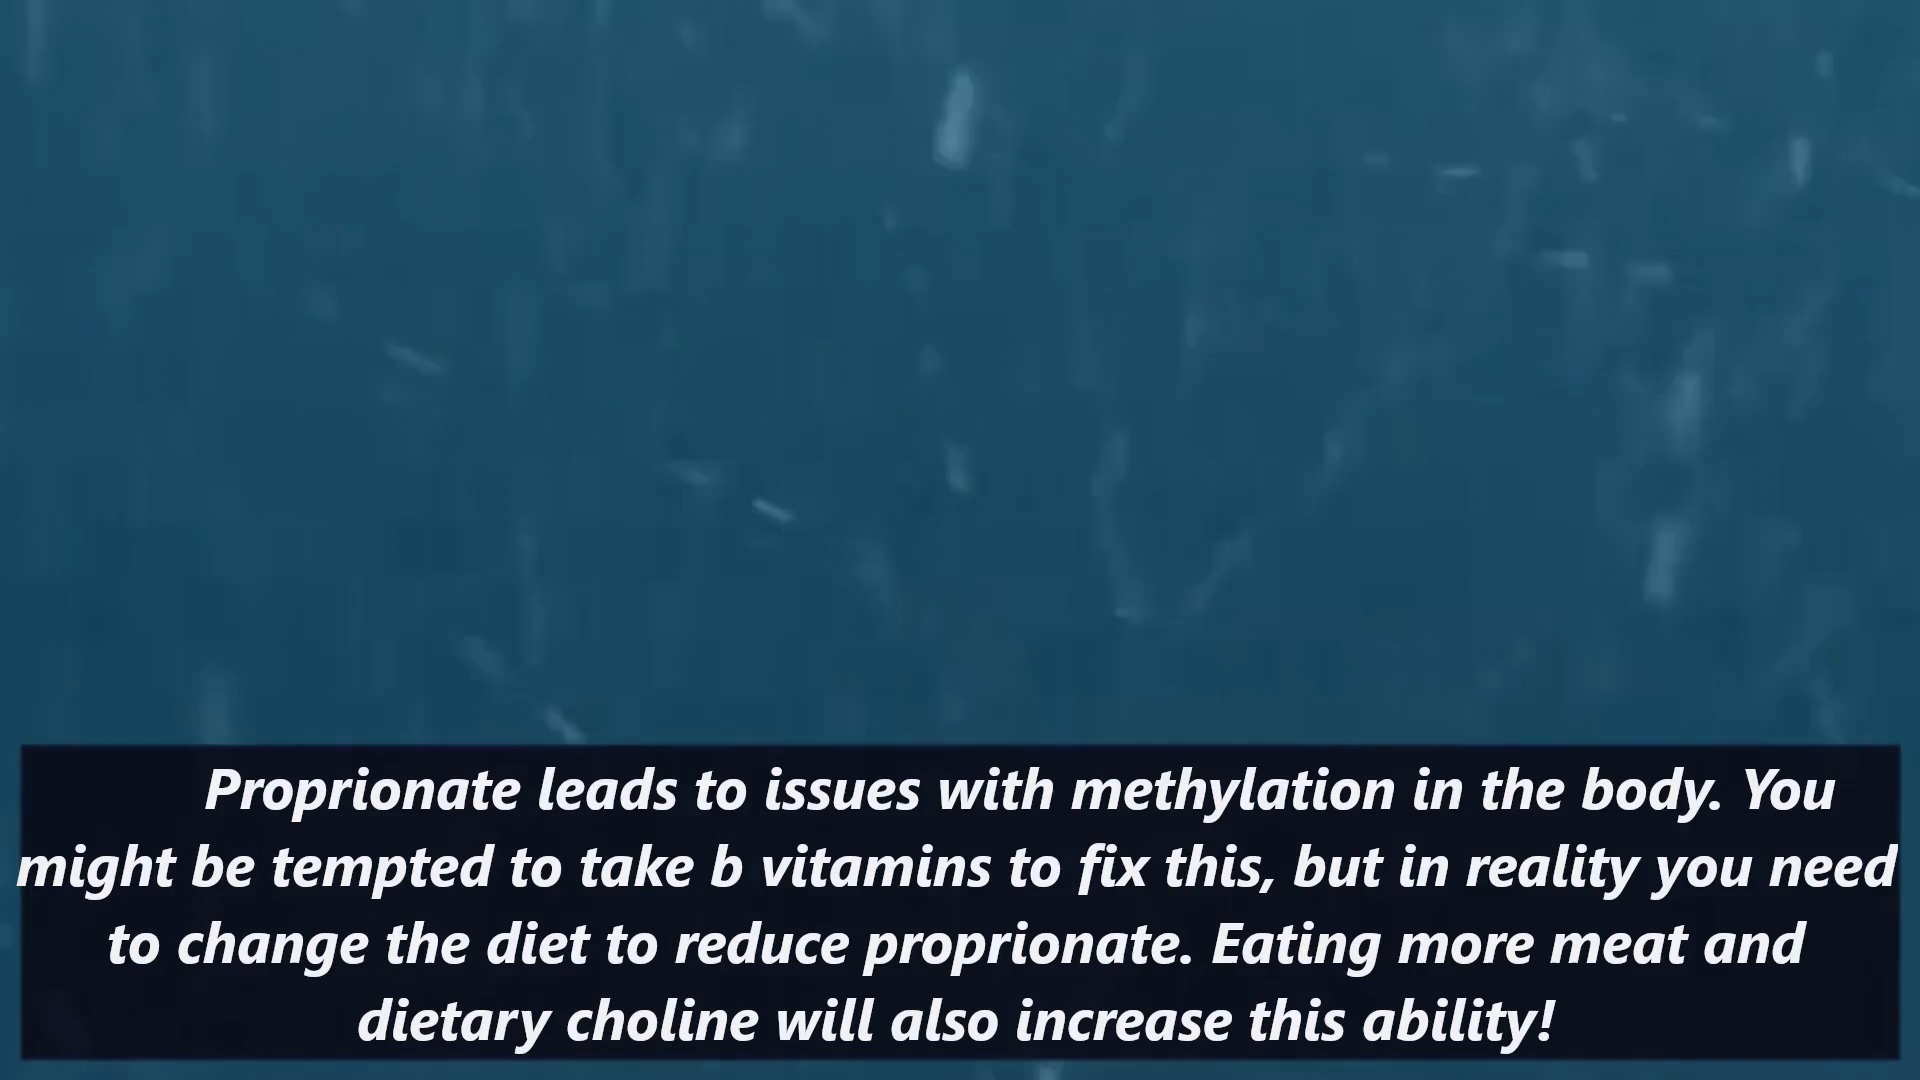 Proprionate leads to issues with methylation in the body. You
might be tempted to take b vitamins to fix this, but in reality you need
to change the diet to reduce proprionate. Eating more meat and
dietary choline will also increase this ability!